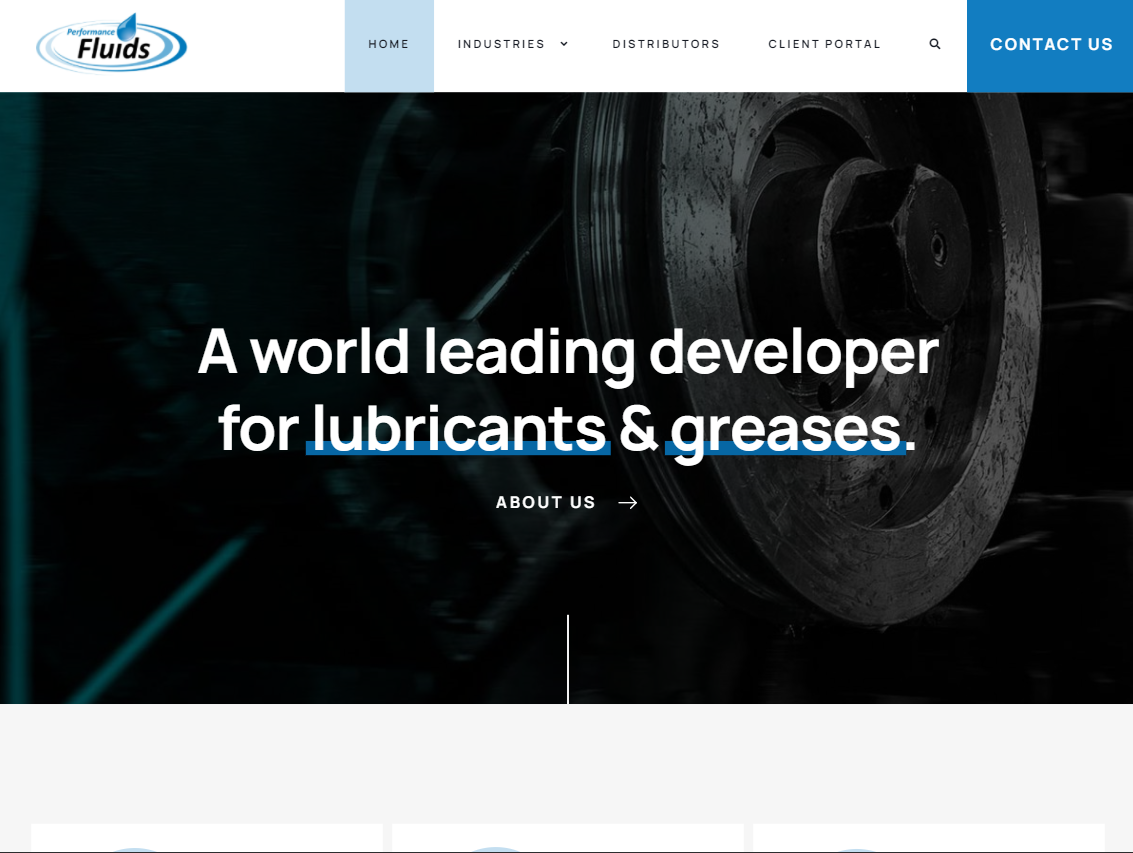 Performance
Fluids
HOME
INDUSTRIES
DISTRIBUTORS
CLIENT PORTAL
CONTACT US
A world leading developer
for lubricants & greases.
ABOUT US